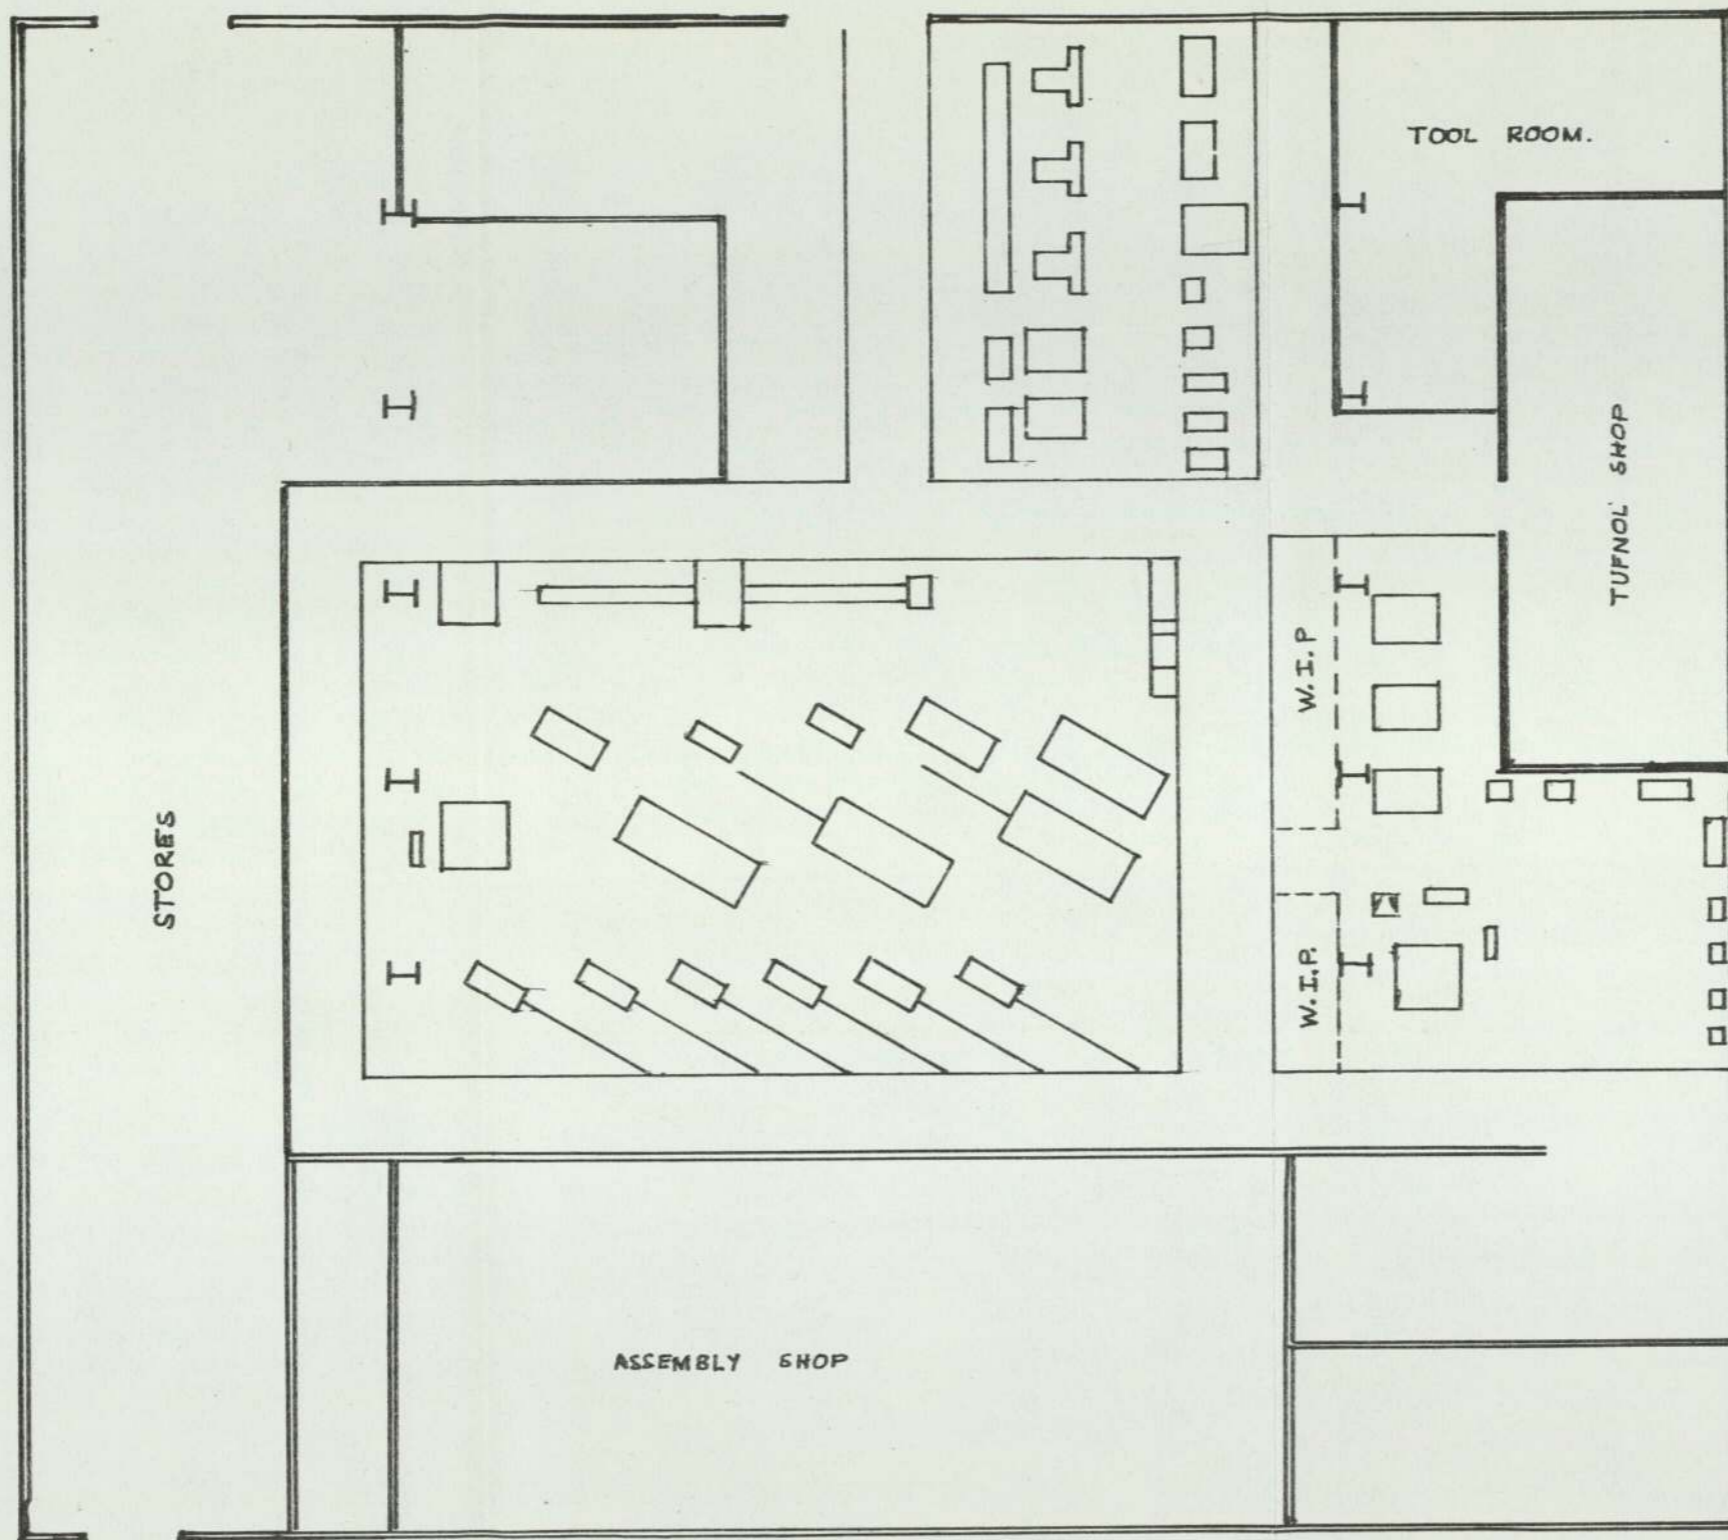 TOOL ROOM.
TUFNOL SHOP
W.I.P
STORES
W.I.P.
ASSEMBLY SHOP